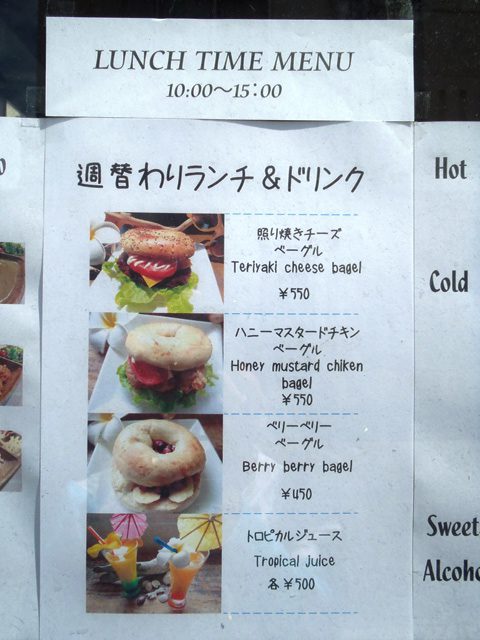 LUNCH TIME MENU
10:00～15:00
週替わりランチ＆ドリンク
照り焼きチーズ
ベーグル
Teriyaki cheese bagel
¥550
ハニーマスタードチキン
ベーグル
Honey mustard chiken
bagel
¥550
ベリーベリー
ベーグル
Berry berry bagel
¥450
トロピカルジュース
Tropical Juice
各¥500
Hot
Cold
Sweet